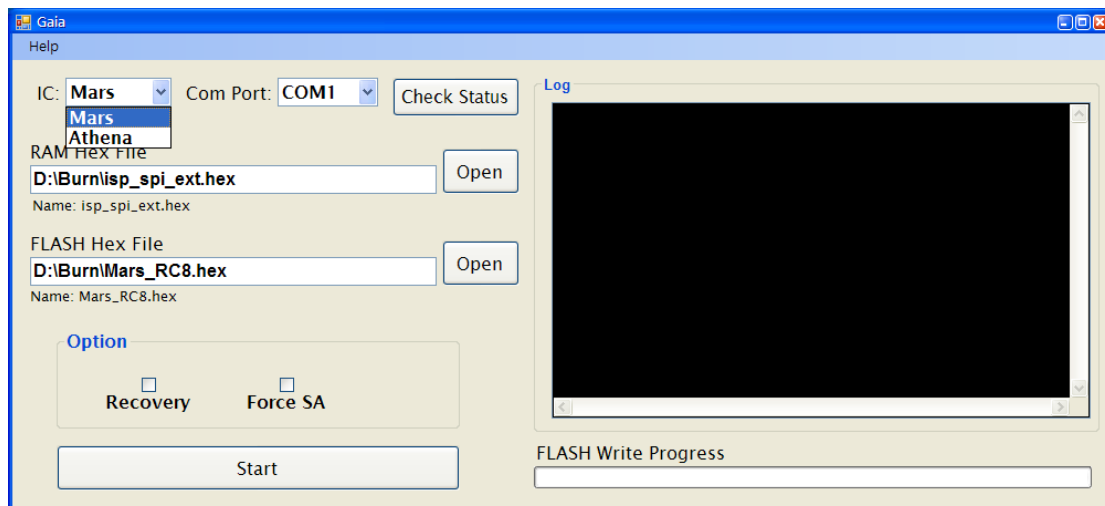 Gaia
Help
IC: Mars Com Port: COM1 Check Status
Mars
Athena
RAM Hex File
D:\Burn\isp_spi_ext.hex Open
Name: isp_spi_ext.hex
FLASH Hex File
D:\Burn\Mars_RC8.hex Open
Name: Mars_RC8.hex
Option
Recovery Force SA
Start
Log
FLASH Write Progress